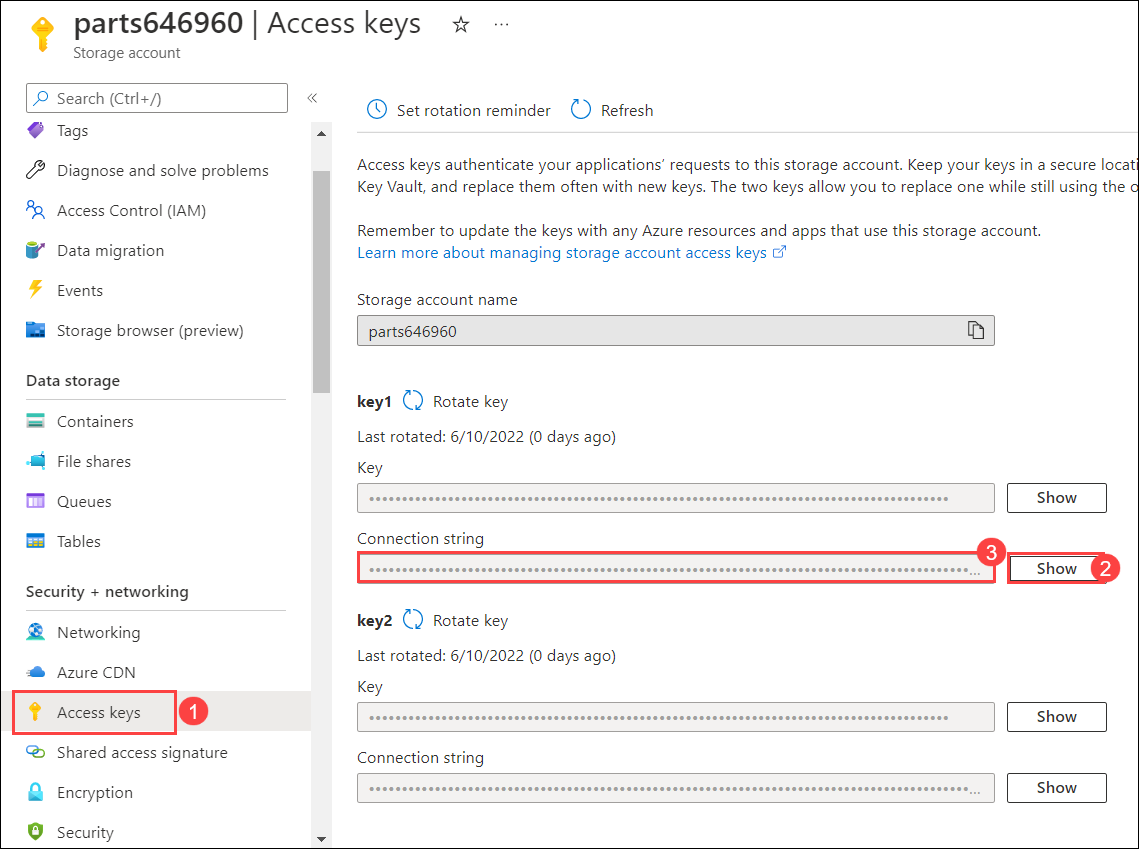 parts646960 | Access keys
Storage account
Search (Ctrl+/)
Tags
Diagnose and solve problems
Access Control (IAM)
Data migration
Events
Storage browser (preview)
Data storage
Containers
File shares
Queues
Tables
Security + networking
Networking
Azure CDN
Access keys
1
Shared access signature
Encryption
Security
Set rotation reminder
Refresh
Access keys authenticate your applications’ requests to this storage account. Keep your keys in a secure locati
Key Vault, and replace them often with new keys. The two keys allow you to replace one while still using the o
Remember to update the keys with any Azure resources and apps that use this storage account.
Learn more about managing storage account access keys
Storage account name
parts646960
key1 Rotate key
Last rotated: 6/10/2022 (0 days ago)
Key
Show
Connection string
3
Show 2
key2 Rotate key
Last rotated: 6/10/2022 (0 days ago)
Key
Show
Connection string
Show